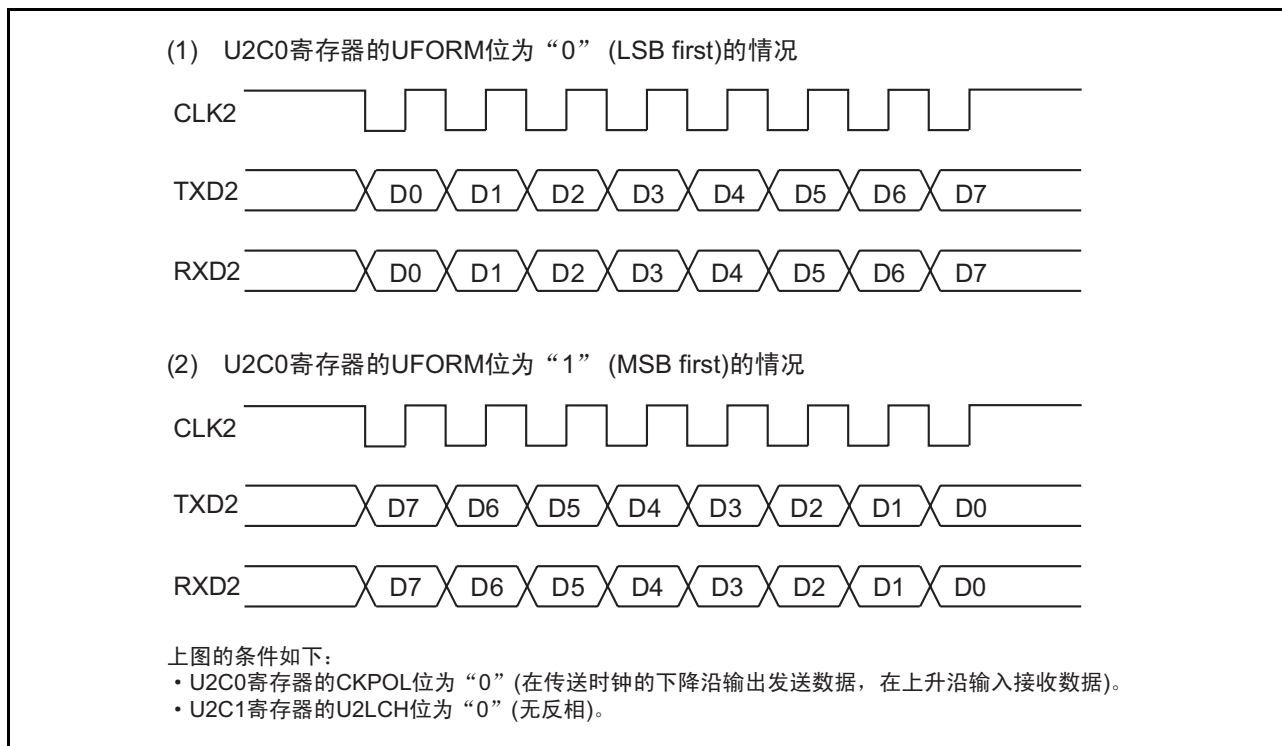 (1) U2C0寄存器的UFORM位为“0” (LSB first)的情况
CLK2
TXD2 D0 D1 D2 D3 D4 D5 D6 D7
RXD2 D0 D1 D2 D3 D4 D5 D6 D7
(2) U2C0寄存器的UFORM位为“1” (MSB first)的情况
CLK2
TXD2 D7 D6 D5 D4 D3 D2 D1 D0
RXD2 D7 D6 D5 D4 D3 D2 D1 D0
上图的条件如下：
• U2C0寄存器的CKPOL位为“0” (在传送时钟的下降沿输出发送数据，在上升沿输入接收数据)。
• U2C1寄存器的U2LCH位为“0” (无反相)。